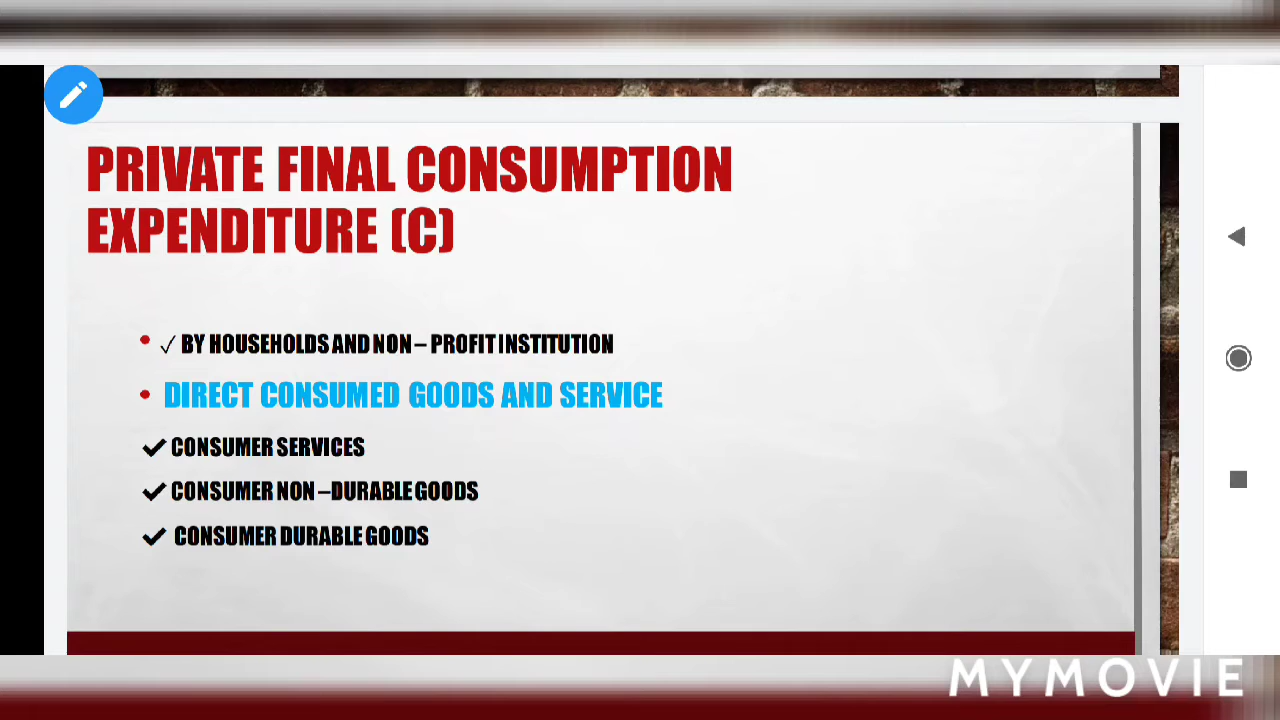 PRIVATE FINAL CONSUMPTION
EXPENDITURE (C)
• ✓ BY HOUSEHOLDS AND NON – PROFIT INSTITUTION
• DIRECT CONSUMED GOODS AND SERVICE
✔ CONSUMER SERVICES
✔ CONSUMER NON –DURABLE GOODS
✔ CONSUMER DURABLE GOODS
MYMOVIE